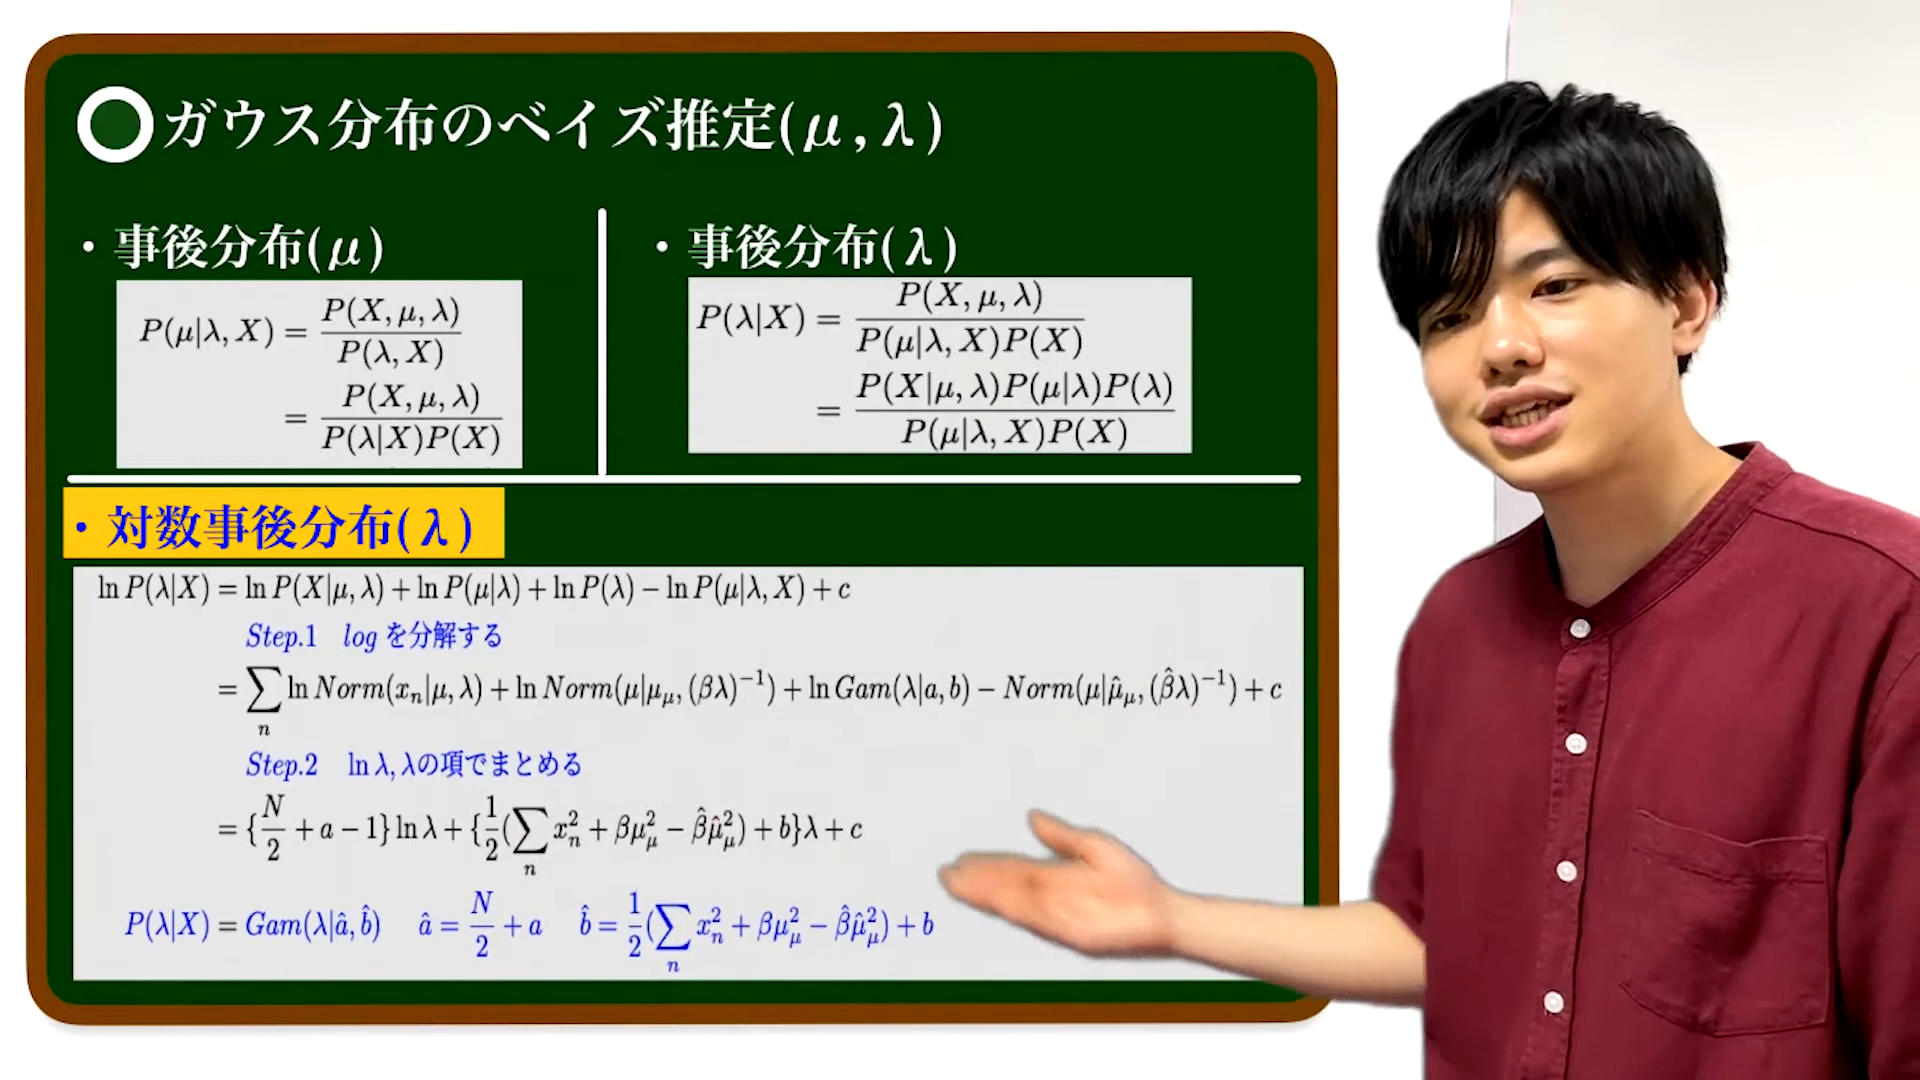 ○ガウス分布のベイズ推定(μ,λ)
・事後分布(μ)
P(μ|λ, X) = P(X, μ, λ) / P(λ, X)
= P(X, μ, λ) / P(λ|X)P(X)
・事後分布(λ)
P(λ|X) = P(X, μ, λ) / P(μ|λ, X)P(X)
= P(X|μ, λ)P(μ|λ)P(λ) / P(μ|λ, X)P(X)
・対数事後分布(λ)
ln P(λ|X) = ln P(X|μ, λ) + ln P(μ|λ) + ln P(λ) − ln P(μ|λ, X) + c
Step.1 log を分解する
= ∑_n ln Norm(x_n|μ, λ) + ln Norm(μ|μ_μ, (βλ)^{-1}) + ln Gam(λ|a, b) − Norm(μ|μ̂_μ, (β̂λ)^{-1}) + c
Step.2 ln λ, λの項でまとめる
= {N/2 + a − 1} ln λ + {1/2(∑_n x_n^2 + βμ_μ^2 − β̂μ̂_μ^2) + b}λ + c
P(λ|X) = Gam(λ|â, b̂) â = N/2 + a b̂ = 1/2(∑_n x_n^2 + βμ_μ^2 − β̂μ̂_μ^2) + b